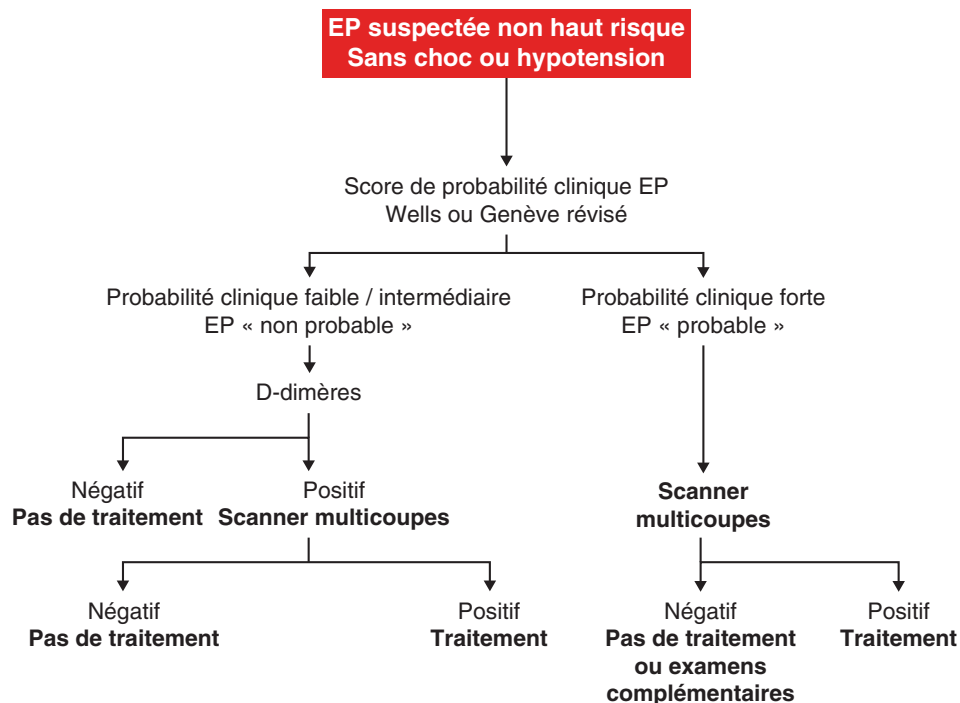 EP suspectée non haut risque
Sans choc ou hypotension
Score de probabilité clinique EP
Wells ou Genève révisé
Probabilité clinique faible / intermédiaire
EP « non probable »
Probabilité clinique forte
EP « probable »
D-dimères
Négatif
Pas de traitement
Positif
Scanner multicoupes
Scanner
multicoupes
Négatif
Pas de traitement
Positif
Traitement
Négatif
Pas de traitement
ou examens
complémentaires
Positif
Traitement